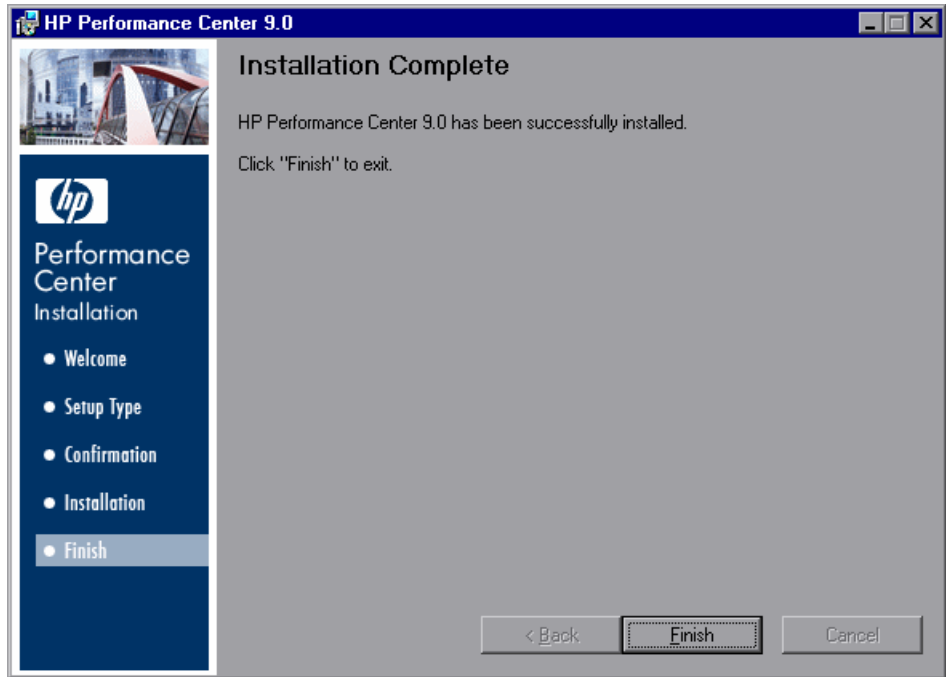 HP Performance Center 9.0
Installation Complete
HP Performance Center 9.0 has been successfully installed.
Click "Finish" to exit.
hp
Performance
Center
Installation
Welcome
Setup Type
Confirmation
Installation
Finish
< Back
Finish
Cancel